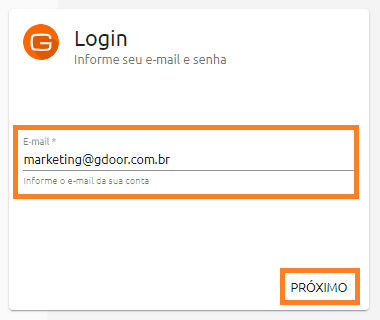 Login
Informe seu e-mail e senha
E-mail *
marketing@gdoor.com.br
Informe o e-mail da sua conta
PRÓXIMO